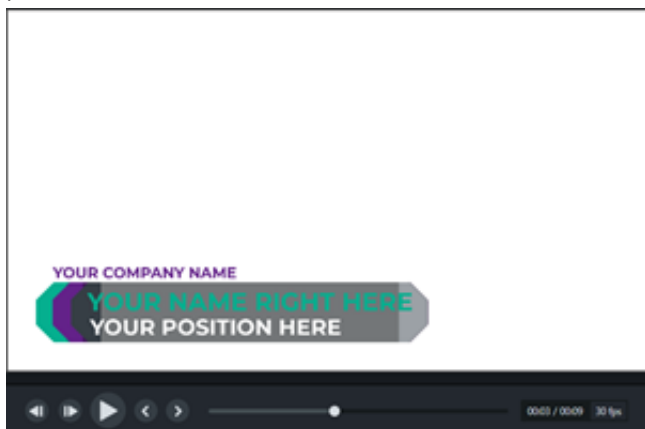 YOUR COMPANY NAME
YOUR NAME RIGHT HERE
YOUR POSITION HERE
00:03 / 00:09 30 fps